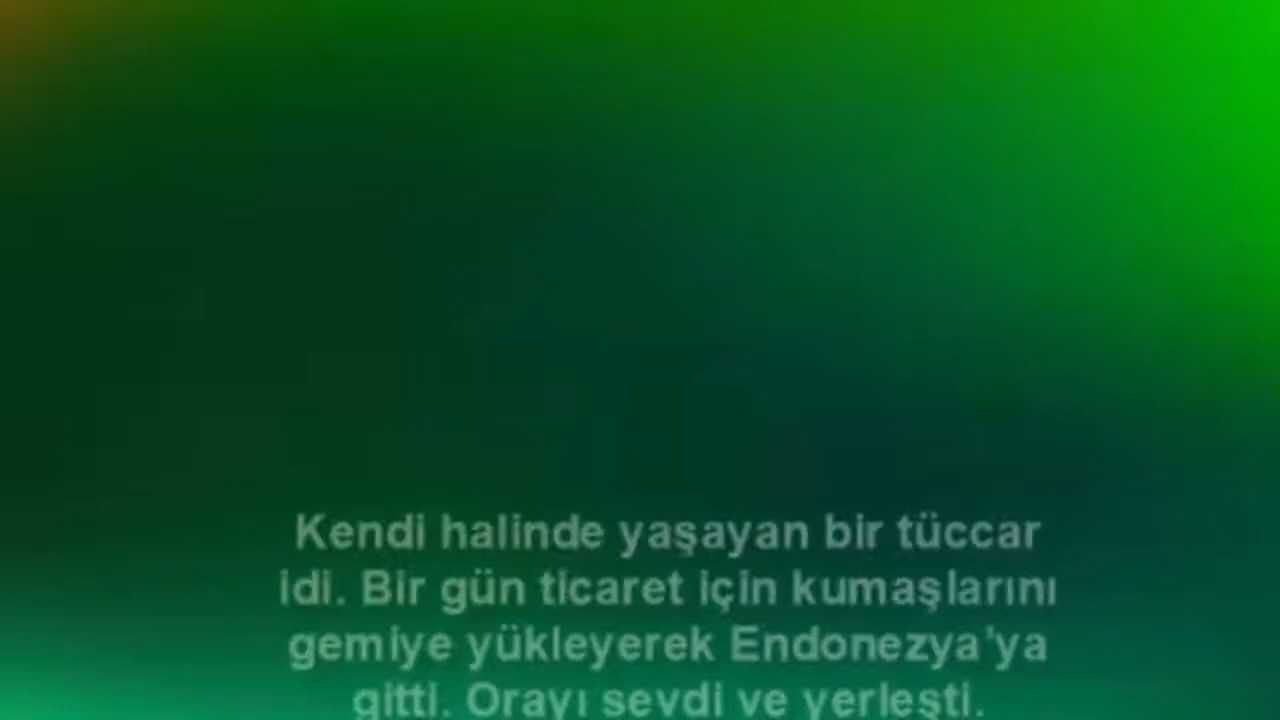 Kendi halinde yaşayan bir tüccar
idi. Bir gün ticaret için kumaşlarını
gemiye yükleyerek Endonezya'ya
gitti. Orayı sevdi ve yerleşti.